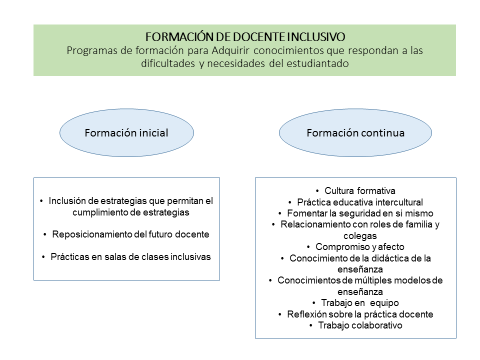 FORMACIÓN DE DOCENTE INCLUSIVO
Programas de formación para Adquirir conocimientos que respondan a las
dificultades y necesidades del estudiantado
Formación inicial
Formación continua
• Inclusión de estrategias que permitan el
cumplimiento de estrategias
• Reposicionamiento del futuro docente
• Prácticas en salas de clases inclusivas
• Cultura formativa
• Práctica educativa intercultural
• Fomentar la seguridad en si mismo
• Relacionamiento con roles de familia y
colegas
• Compromiso y afecto
• Conocimiento de la didáctica de la
enseñanza
• Conocimientos de múltiples modelos de
enseñanza
• Trabajo en equipo
• Reflexión sobre la práctica docente
• Trabajo colaborativo